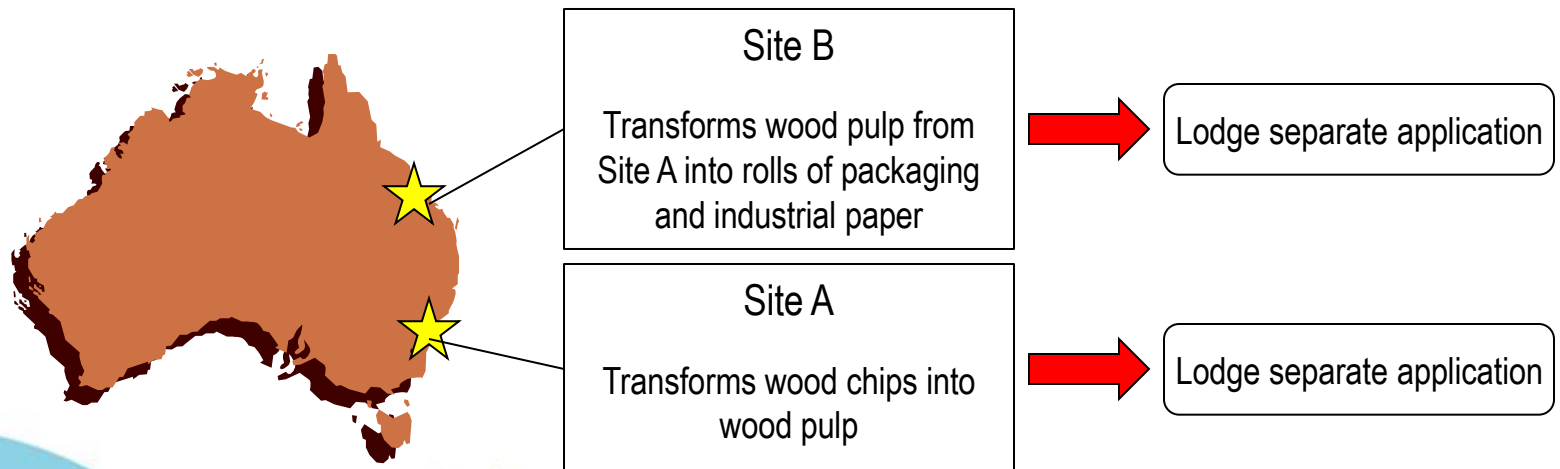 Site B
Transforms wood pulp from
Site A into rolls of packaging
and industrial paper
Lodge separate application
Site A
Transforms wood chips into
wood pulp
Lodge separate application